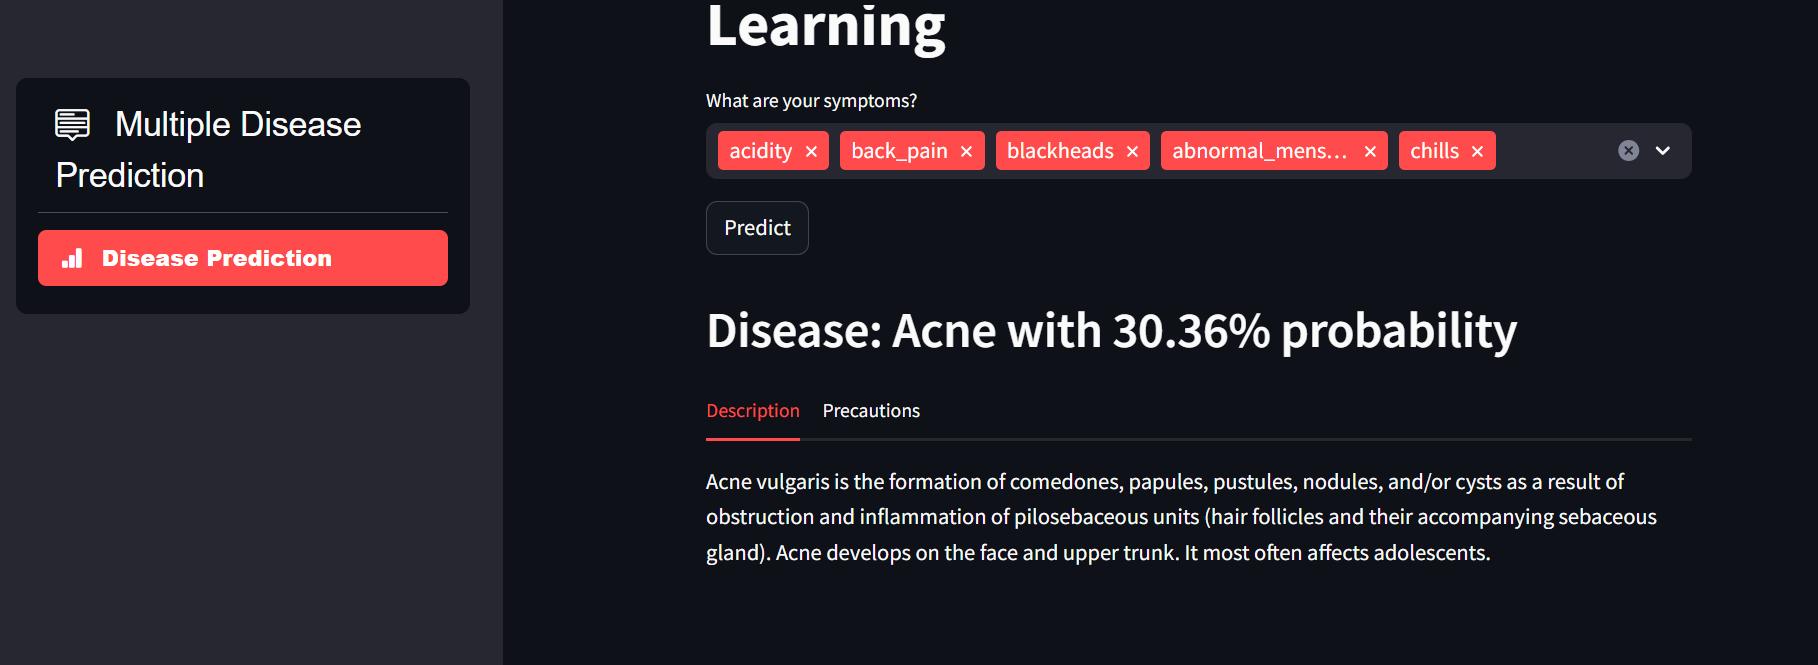 Multiple Disease
Prediction
Disease Prediction
Learning
What are your symptoms?
acidity back_pain blackheads abnormal_mens... chills
Predict
Disease: Acne with 30.36% probability
Description Precautions
Acne vulgaris is the formation of comedones, papules, pustules, nodules, and/or cysts as a result of
obstruction and inflammation of pilosebaceous units (hair follicles and their accompanying sebaceous
gland). Acne develops on the face and upper trunk. It most often affects adolescents.